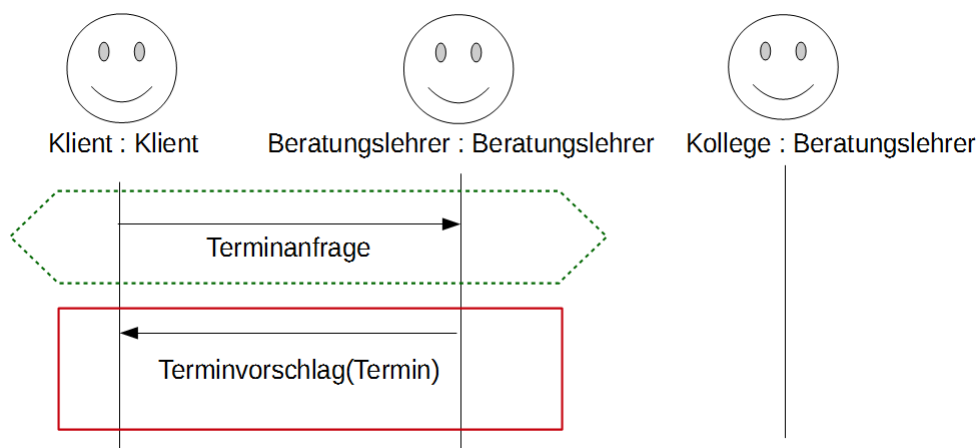 Klient : Klient
Beratungslehrer : Beratungslehrer
Kollege : Beratungslehrer
Terminanfrage
Terminvorschlag(Termin)